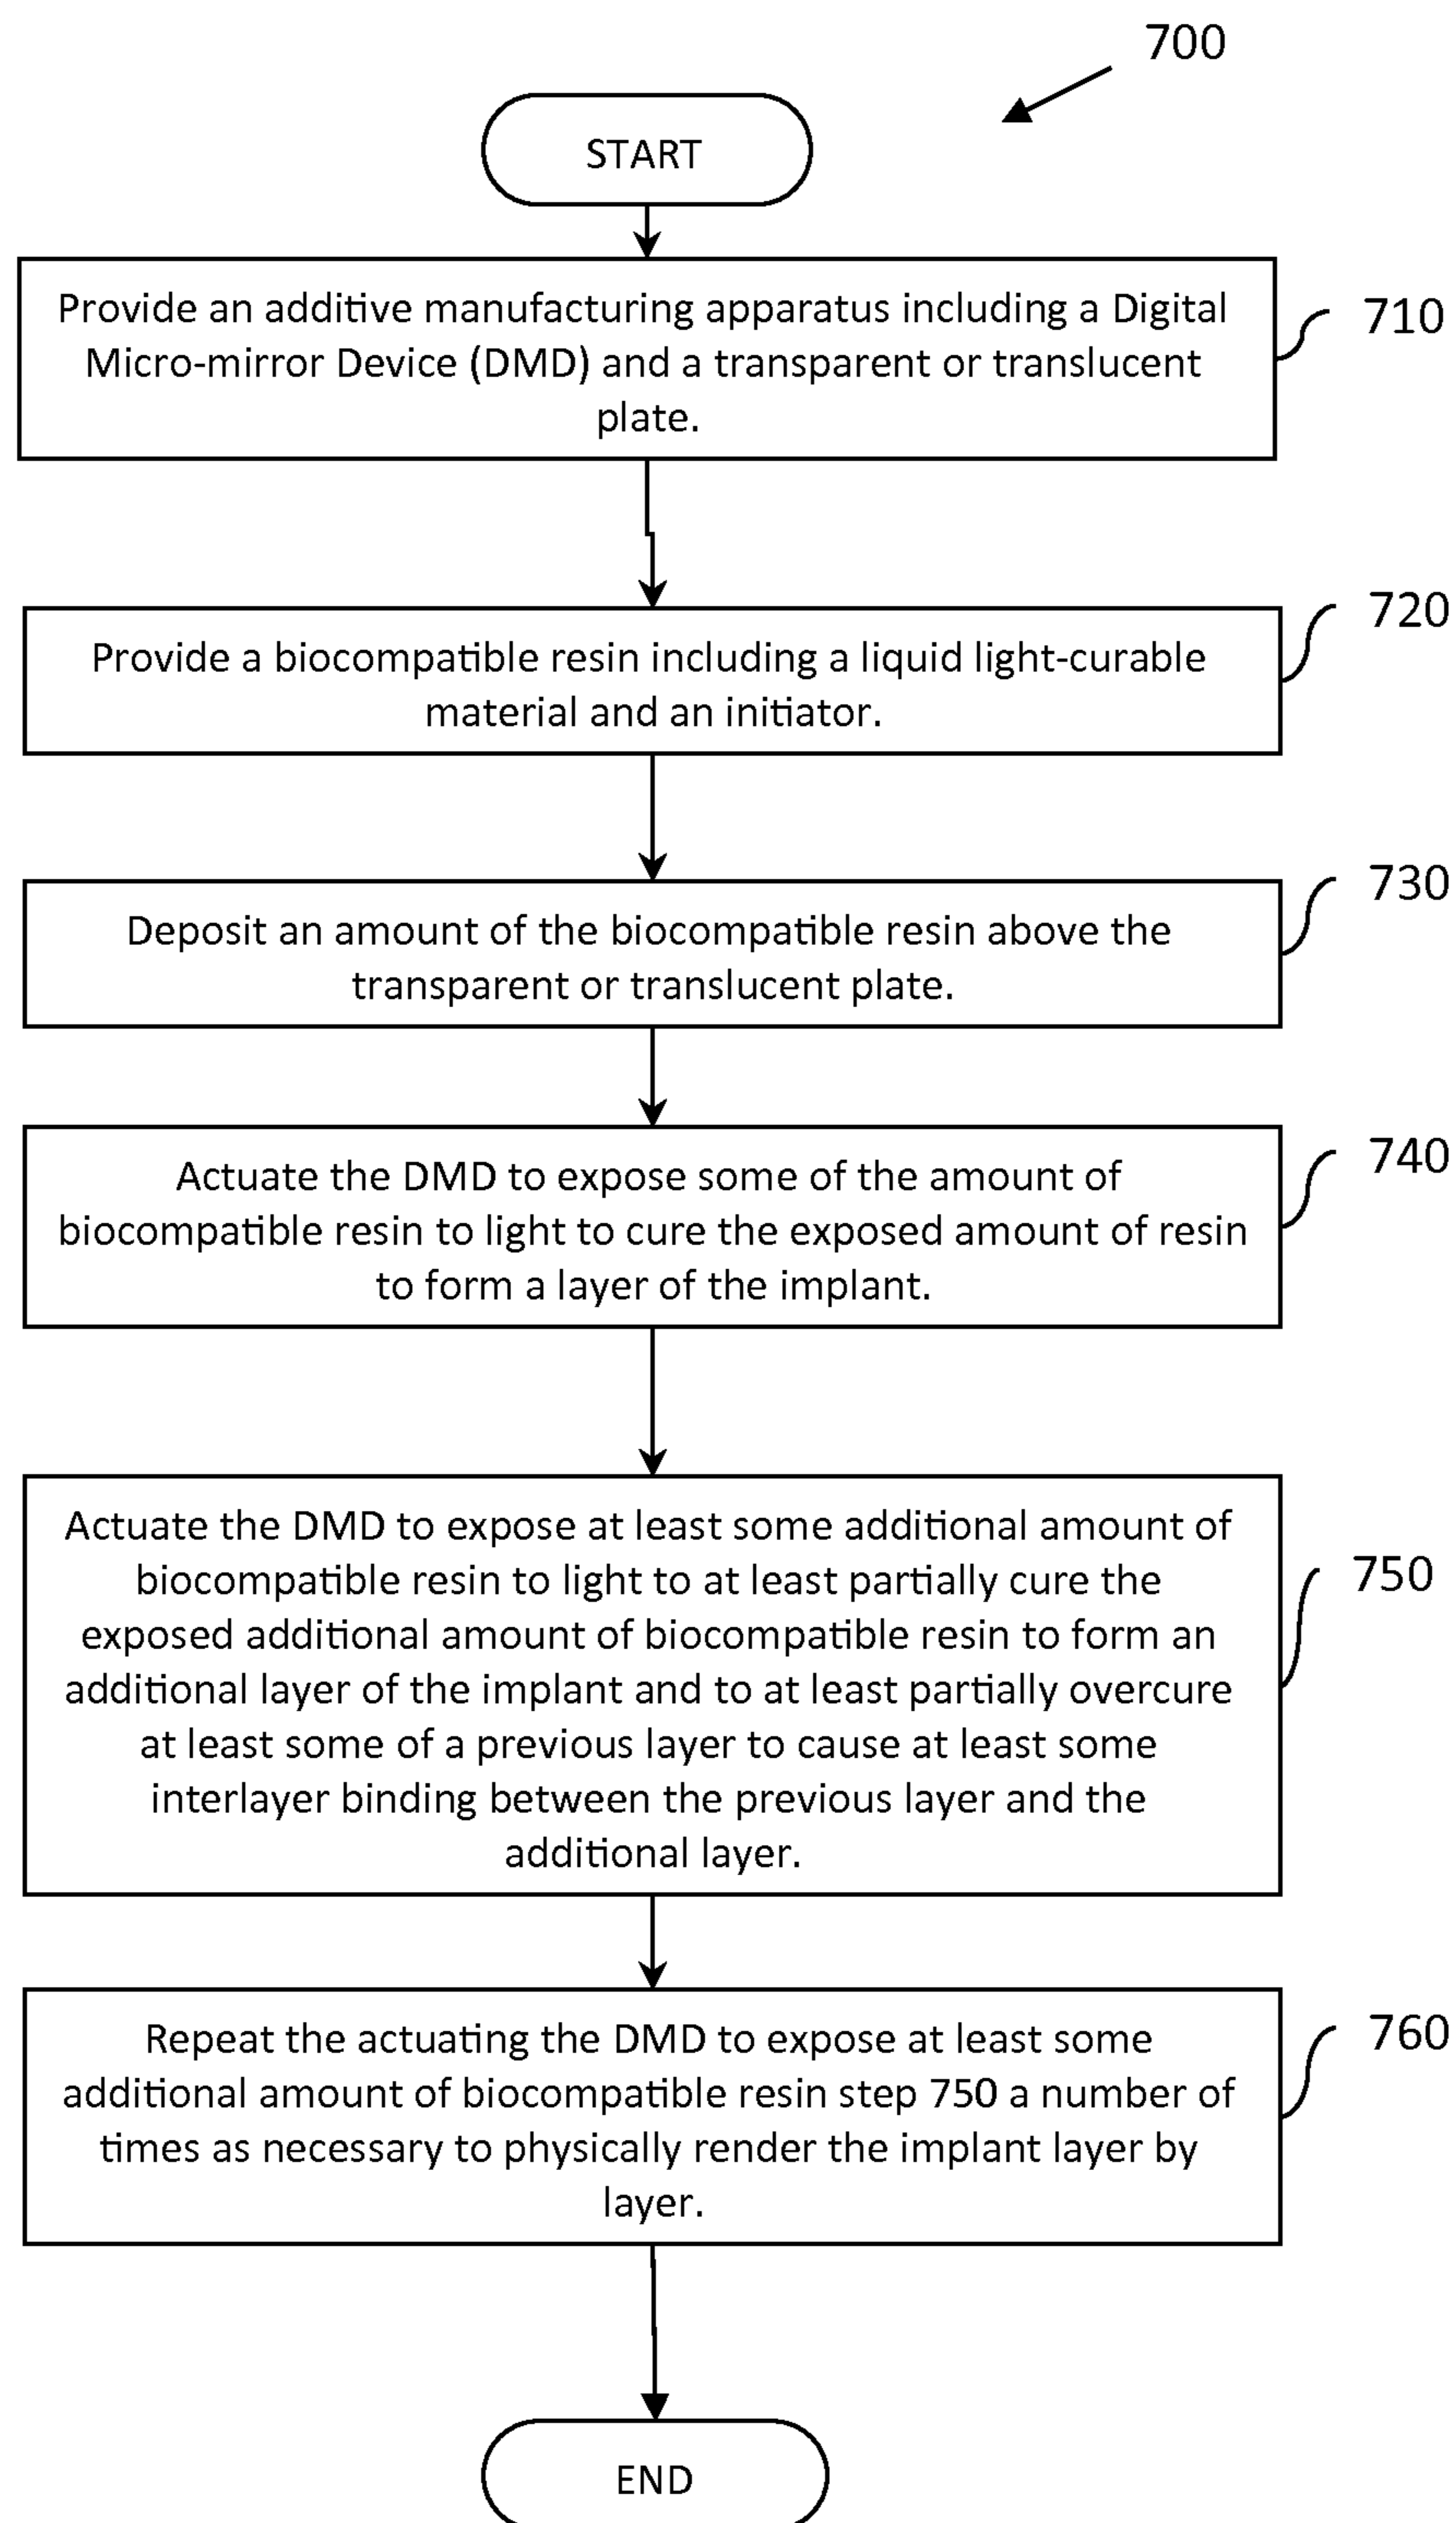 700
START
Provide an additive manufacturing apparatus including a Digital
Micro-mirror Device (DMD) and a transparent or translucent
plate.
710
Provide a biocompatible resin including a liquid light-curable
material and an initiator.
720
Deposit an amount of the biocompatible resin above the
transparent or translucent plate.
730
Actuate the DMD to expose some of the amount of
biocompatible resin to light to cure the exposed amount of resin
to form a layer of the implant.
740
Actuate the DMD to expose at least some additional amount of
biocompatible resin to light to at least partially cure the
exposed additional amount of biocompatible resin to form an
additional layer of the implant and to at least partially overcure
at least some of a previous layer to cause at least some
interlayer binding between the previous layer and the
additional layer.
750
Repeat the actuating the DMD to expose at least some
additional amount of biocompatible resin step 750 a number of
times as necessary to physically render the implant layer by
layer.
760
END